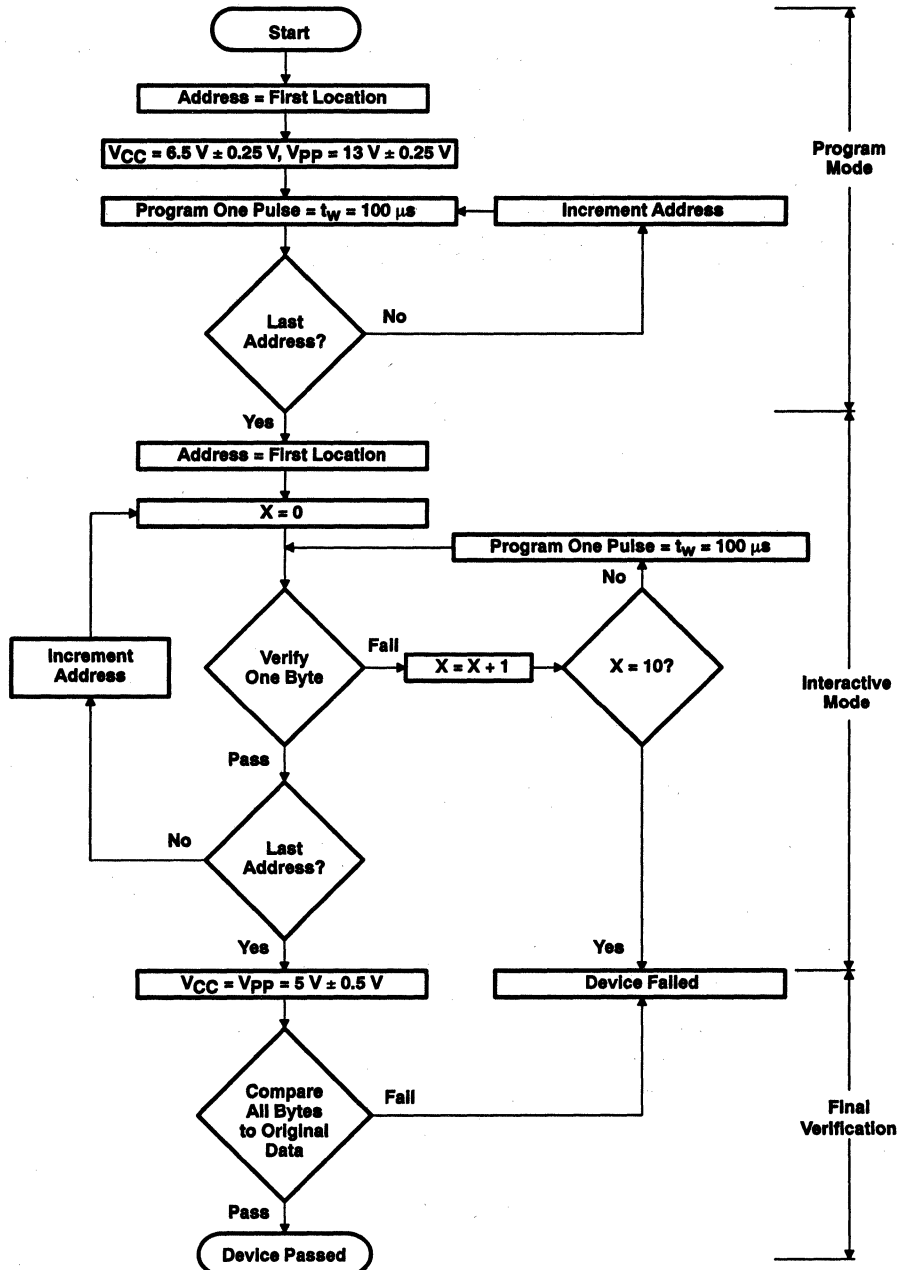 Start
Address = First Location
VCC = 6.5 V ± 0.25 V, VPP = 13 V ± 0.25 V
Program
Mode
Program One Pulse = tw = 100 μs
Increment Address
Last
Address?
No
Yes
Address = First Location
X = 0
Program One Pulse = tw = 100 μs
No
Increment
Address
Verify
One Byte
Fail
X = X + 1
X = 10?
Interactive
Mode
Pass
No
Last
Address?
Yes
Yes
VCC = VPP = 5 V ± 0.5 V
Device Failed
Compare
All Bytes
to Original
Data
Fail
Final
Verification
Pass
Device Passed